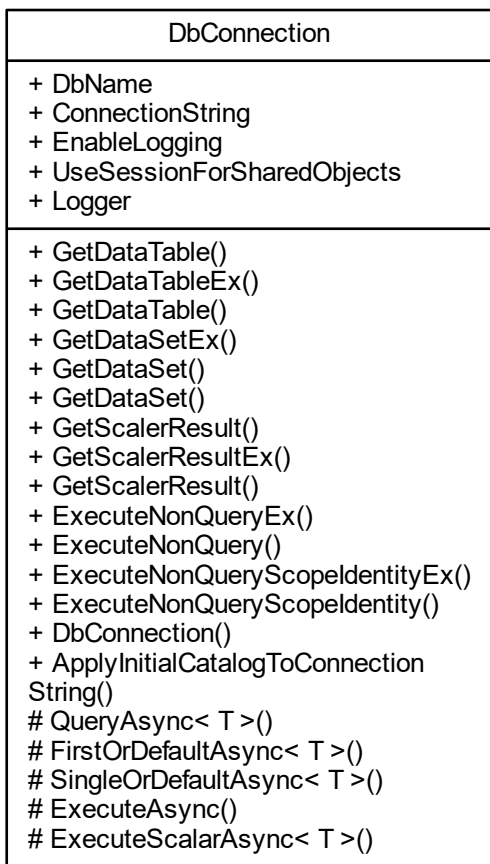 DbConnection
+ DbName
+ ConnectionString
+ EnableLogging
+ UseSessionForSharedObjects
+ Logger
+ GetDataTable()
+ GetDataTableEx()
+ GetDataTable()
+ GetDataSetEx()
+ GetDataSet()
+ GetDataSet()
+ GetScalerResult()
+ GetScalerResultEx()
+ GetScalerResult()
+ ExecuteNonQueryEx()
+ ExecuteNonQuery()
+ ExecuteNonQueryScopeIdentityEx()
+ ExecuteNonQueryScopeIdentity()
+ DbConnection()
+ ApplyInitialCatalogToConnection
String()
# QueryAsync< T >()
# FirstOrDefaultAsync< T >()
# SingleOrDefaultAsync< T >()
# ExecuteAsync()
# ExecuteScalarAsync< T >()